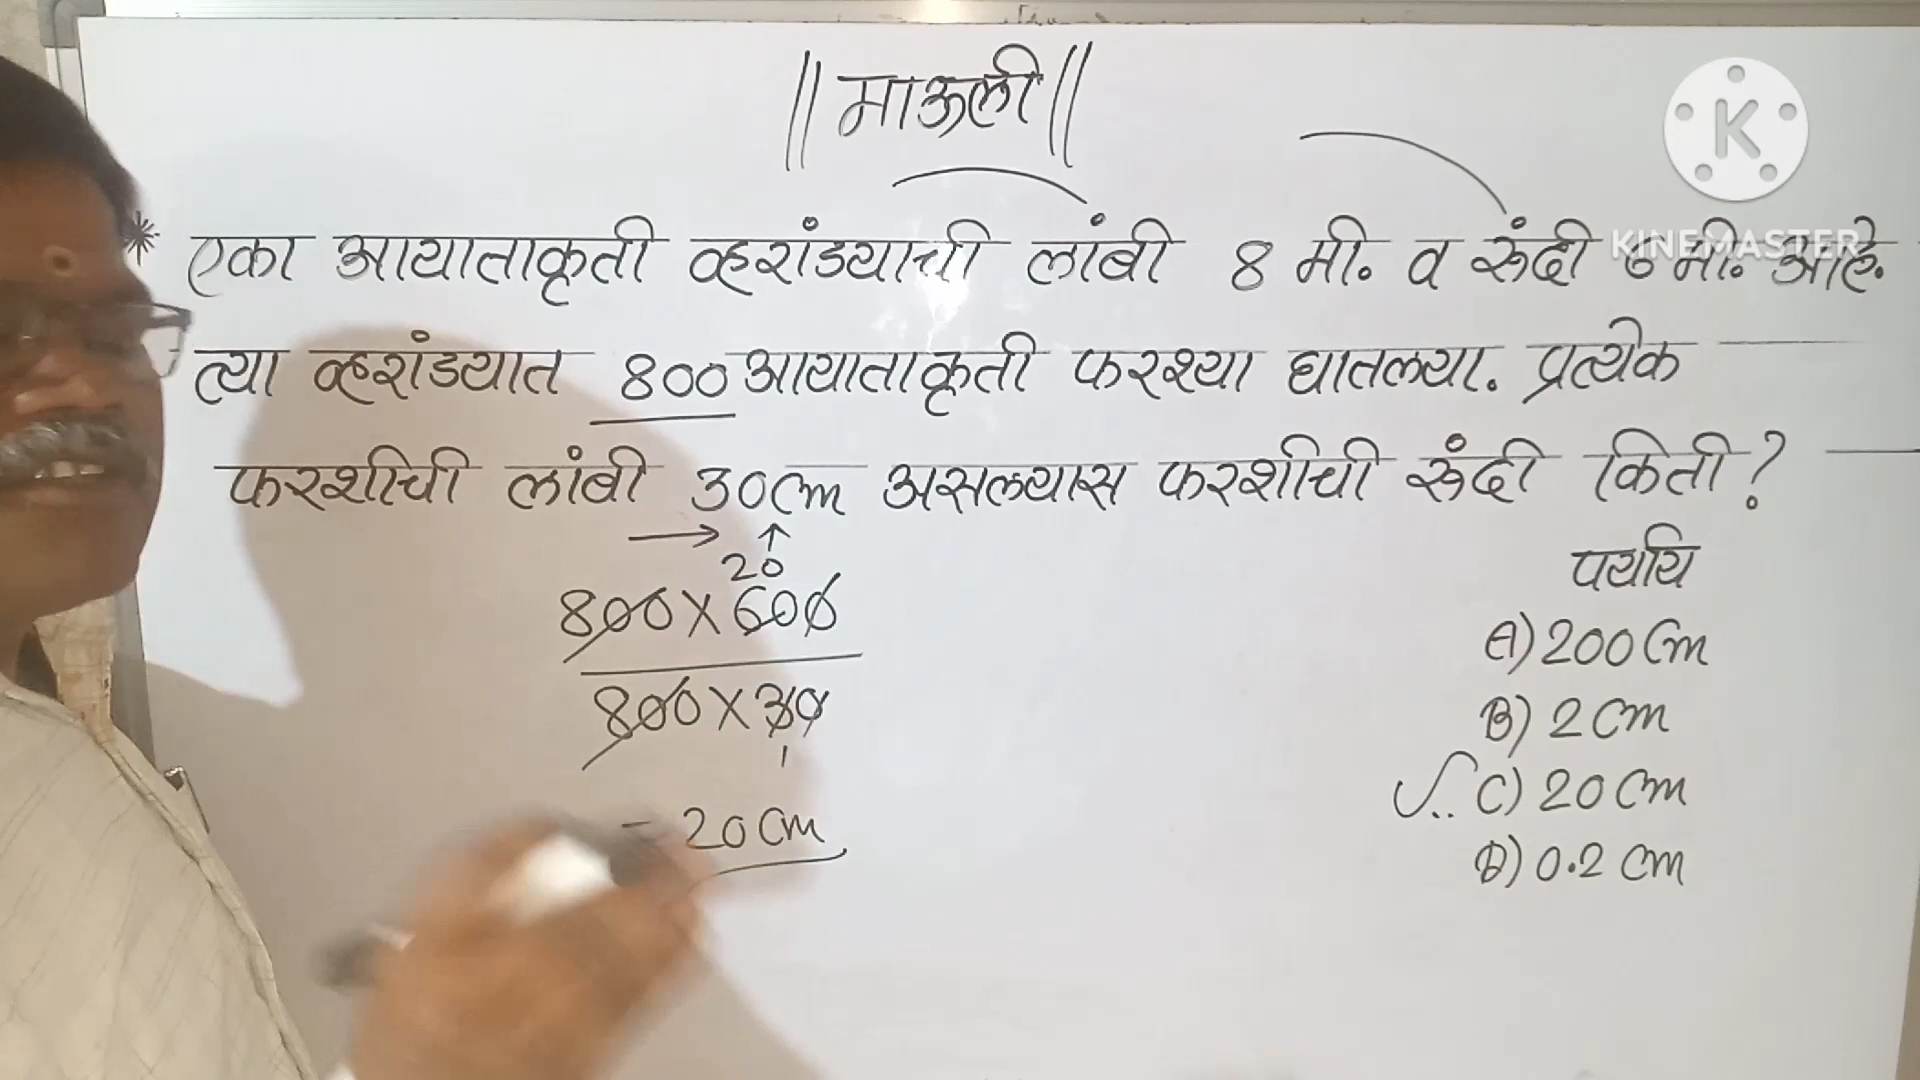 ||माऊली||
* एका आयाताकृती व्हरांड्याची लांबी 8 मी. व रुंदी 6 मी. आहे.
KINEMASTER
त्या व्हरांड्यात 800 आयाताकृती फरश्या घातल्या. प्रत्येक
फरशीची लांबी 30cm असल्यास फरशीची रुंदी किती?
→ ↑
20
800 X 600
800 X 30
1
= 20 cm
पर्याय
A) 200 cm
B) 2 cm
C) 20 cm
D) 0.2 cm